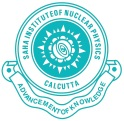 SAHA INSTITUTE OF NUCLEAR PHYSICS
CALCUTTA
ADVANCEMENT OF KNOWLEDGE